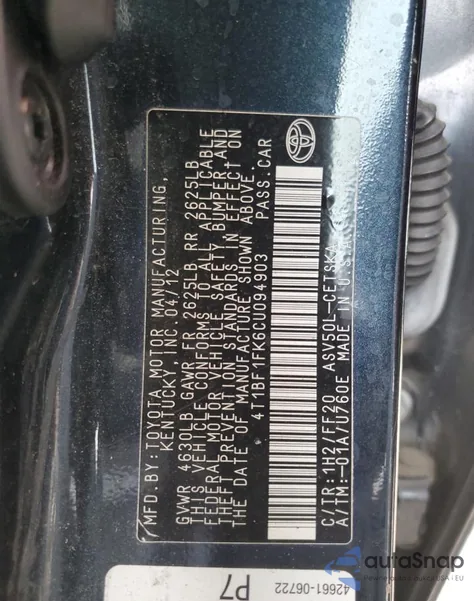 MFD.BY:TOYOTA MOTOR MANUFACTURING,
KENTUCKY, INC. 04/12
GVWR 4630LB GAWR FR 2625LB RR 2625LB
THIS VEHICLE CONFORMS TO ALL APPLICABLE
FEDERAL MOTOR VEHICLE SAFETY, BUMPER, AND
THEFT PREVENTION STANDARDS IN EFFECT ON
THE DATE OF MANUFACTURE SHOWN ABOVE.
4T1BF1FK6CU094903 PASS.CAR
C/TR:1H2/FF20 ASV50L-CETSKA
A/TM:-01A/U760E MADE IN U.S.A.
42661-06722
P7
autoSnap